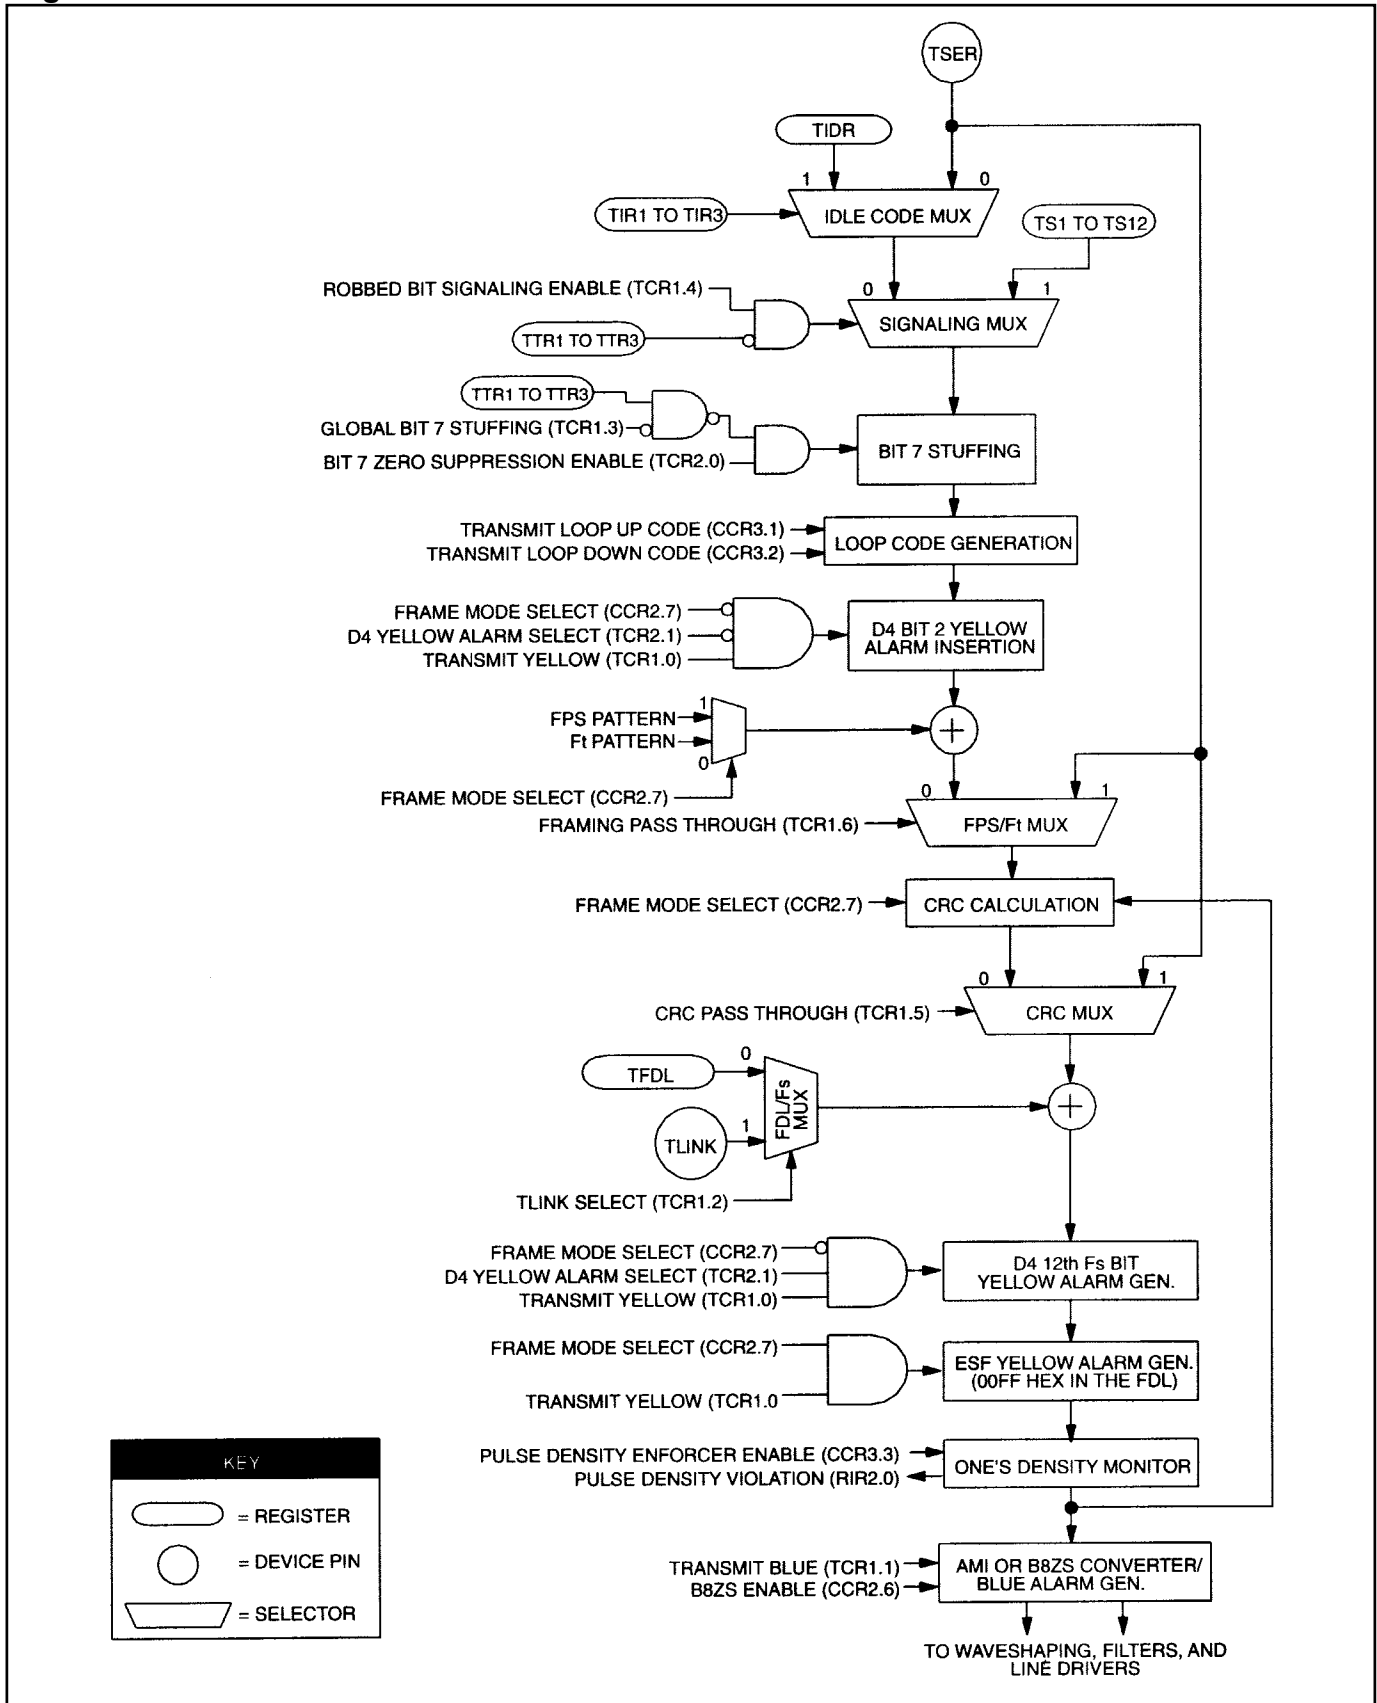 TSER
TIDR
1
0
TIR1 TO TIR3
IDLE CODE MUX
TS1 TO TS12
ROBBED BIT SIGNALING ENABLE (TCR1.4)
0
1
SIGNALING MUX
TTR1 TO TTR3
TTR1 TO TTR3
GLOBAL BIT 7 STUFFING (TCR1.3)
BIT 7 ZERO SUPPRESSION ENABLE (TCR2.0)
BIT 7 STUFFING
TRANSMIT LOOP UP CODE (CCR3.1)
TRANSMIT LOOP DOWN CODE (CCR3.2)
LOOP CODE GENERATION
FRAME MODE SELECT (CCR2.7)
D4 YELLOW ALARM SELECT (TCR2.1)
TRANSMIT YELLOW (TCR1.0)
D4 BIT 2 YELLOW
ALARM INSERTION
1
FPS PATTERN
Ft PATTERN
0
+
FRAME MODE SELECT (CCR2.7)
0
1
FRAMING PASS THROUGH (TCR1.6)
FPS/Ft MUX
FRAME MODE SELECT (CCR2.7)
CRC CALCULATION
0
1
CRC PASS THROUGH (TCR1.5)
CRC MUX
0
TFDL
FDL/Fs
MUX
+
1
TLINK
TLINK SELECT (TCR1.2)
FRAME MODE SELECT (CCR2.7)
D4 YELLOW ALARM SELECT (TCR2.1)
TRANSMIT YELLOW (TCR1.0)
D4 12th Fs BIT
YELLOW ALARM GEN.
FRAME MODE SELECT (CCR2.7)
TRANSMIT YELLOW (TCR1.0
ESF YELLOW ALARM GEN.
(00FF HEX IN THE FDL)
PULSE DENSITY ENFORCER ENABLE (CCR3.3)
PULSE DENSITY VIOLATION (RIR2.0)
ONE'S DENSITY MONITOR
TRANSMIT BLUE (TCR1.1)
B8ZS ENABLE (CCR2.6)
AMI OR B8ZS CONVERTER/
BLUE ALARM GEN.
TO WAVESHAPING, FILTERS, AND
LINE DRIVERS
KEY
= REGISTER
= DEVICE PIN
= SELECTOR